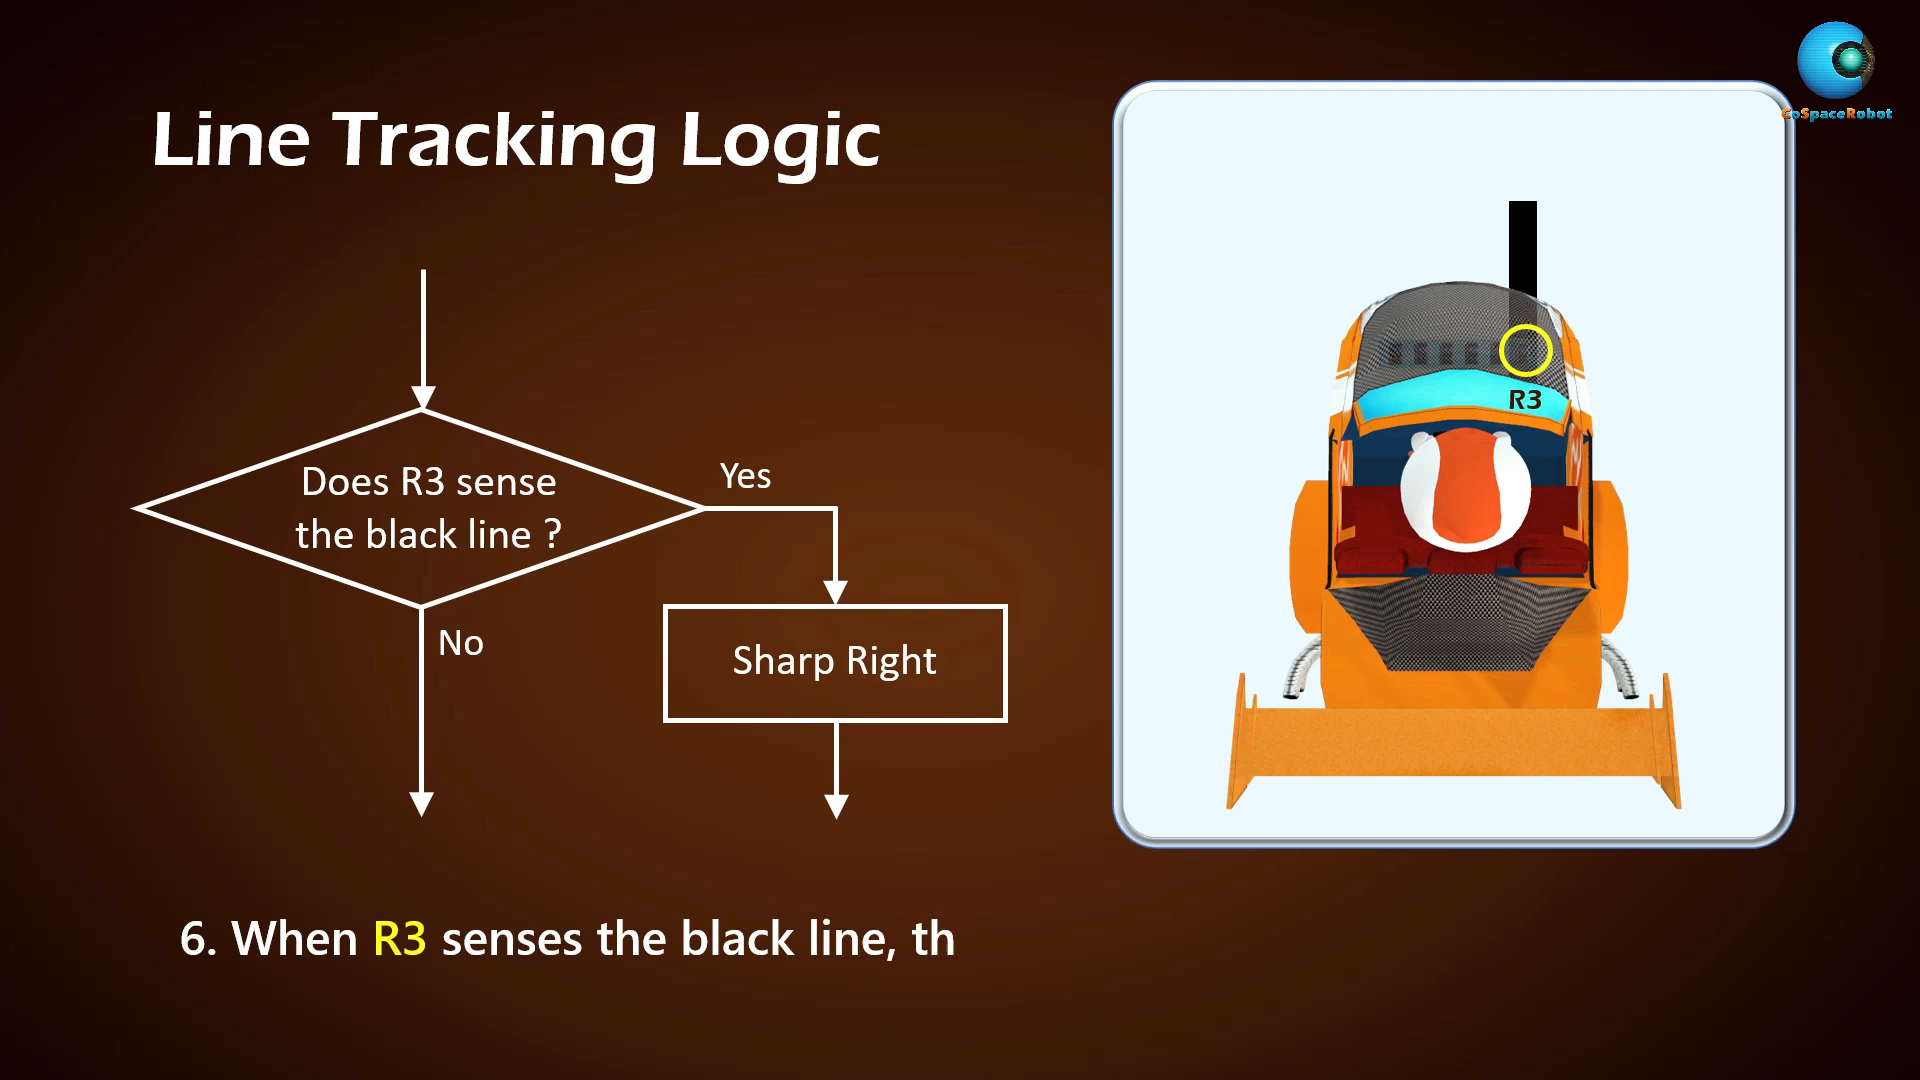 CoSpaceRobot
Line Tracking Logic
R3
Does R3 sense
the black line ?
Yes
No
Sharp Right
6. When R3 senses the black line, th